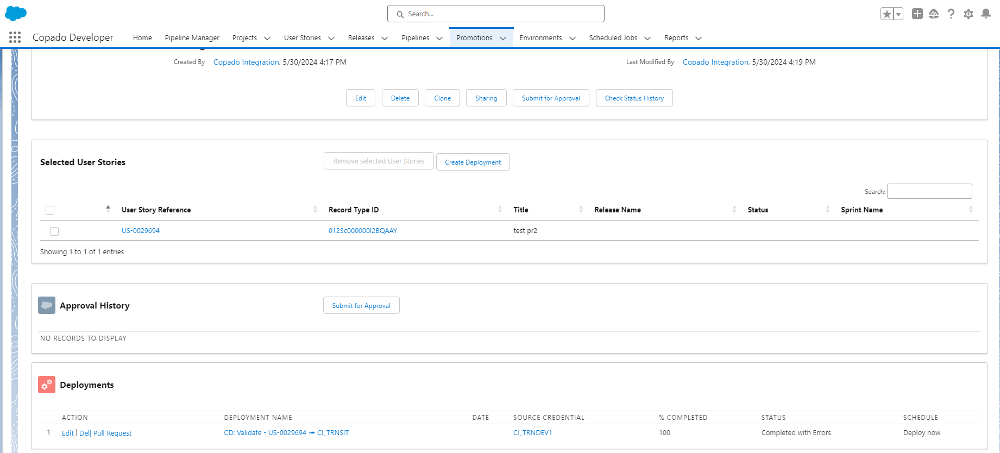 Search...
Copado Developer Home Pipeline Manager Projects User Stories Releases Pipelines Promotions Environments Scheduled Jobs Reports
Created By Copado Integration, 5/30/2024 4:17 PM Last Modified By Copado Integration, 5/30/2024 4:19 PM
Edit Delete Clone Sharing Submit for Approval Check Status History
Selected User Stories Remove selected User Stories Create Deployment
Search:
User Story Reference Record Type ID Title Release Name Status Sprint Name
US-0029694 0123c000000l2BQAAY test pr2
Showing 1 to 1 of 1 entries
Approval History Submit for Approval
NO RECORDS TO DISPLAY
Deployments
ACTION DEPLOYMENT NAME DATE SOURCE CREDENTIAL % COMPLETED STATUS SCHEDULE
1 Edit | Del| Pull Request CD: Validate - US-0029694 ➡ CI_TRNSIT CI_TRNDEV1 100 Completed with Errors Deploy now